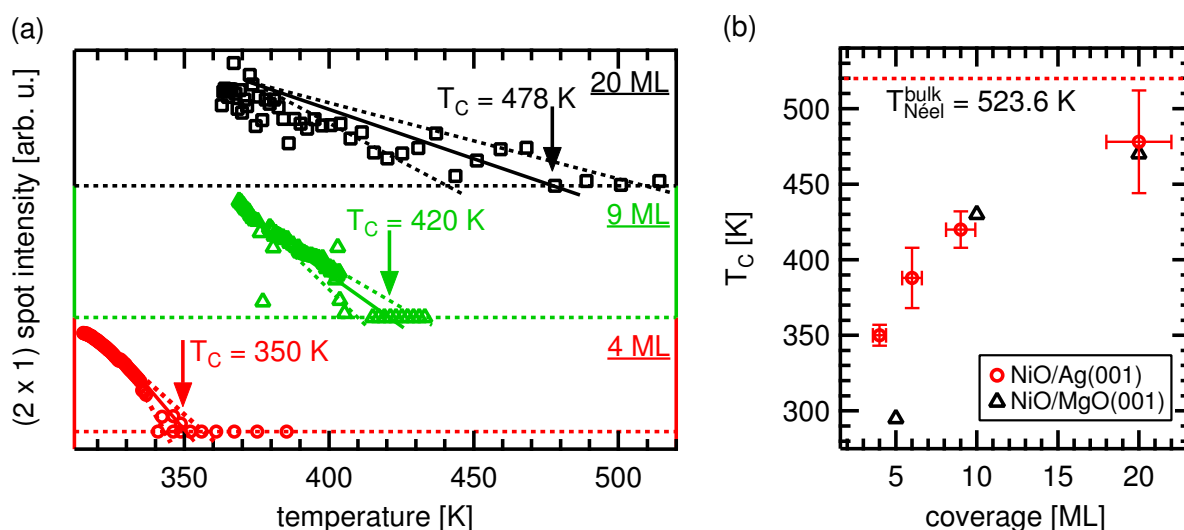 (a)
(2 x 1) spot intensity [arb. u.]
20 ML
T_C = 478 K
9 ML
T_C = 420 K
4 ML
T_C = 350 K
350
400
450
500
temperature [K]
(b)
T_C [K]
500
450
400
350
300
T_Néel^bulk = 523.6 K
NiO/Ag(001)
NiO/MgO(001)
5
10
15
20
coverage [ML]